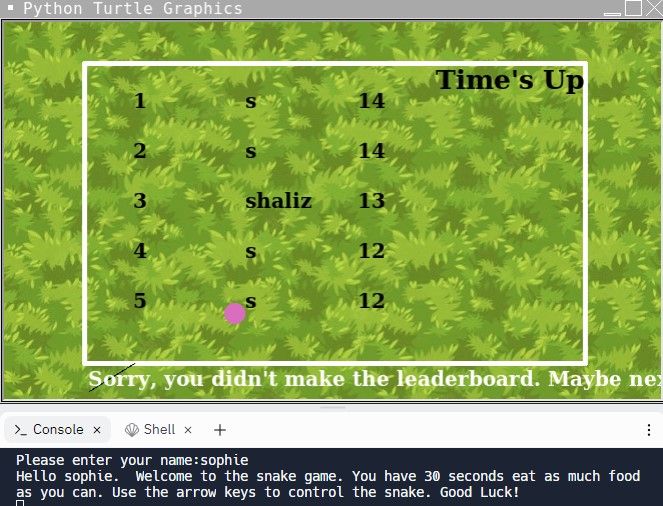 Python Turtle Graphics
Time's Up
1 s 14
2 s 14
3 shaliz 13
4 s 12
5 s 12
Sorry, you didn't make the leaderboard. Maybe nex
Console × Shell × +
Please enter your name:sophie
Hello sophie.  Welcome to the snake game. You have 30 seconds eat as much food
as you can. Use the arrow keys to control the snake. Good Luck!